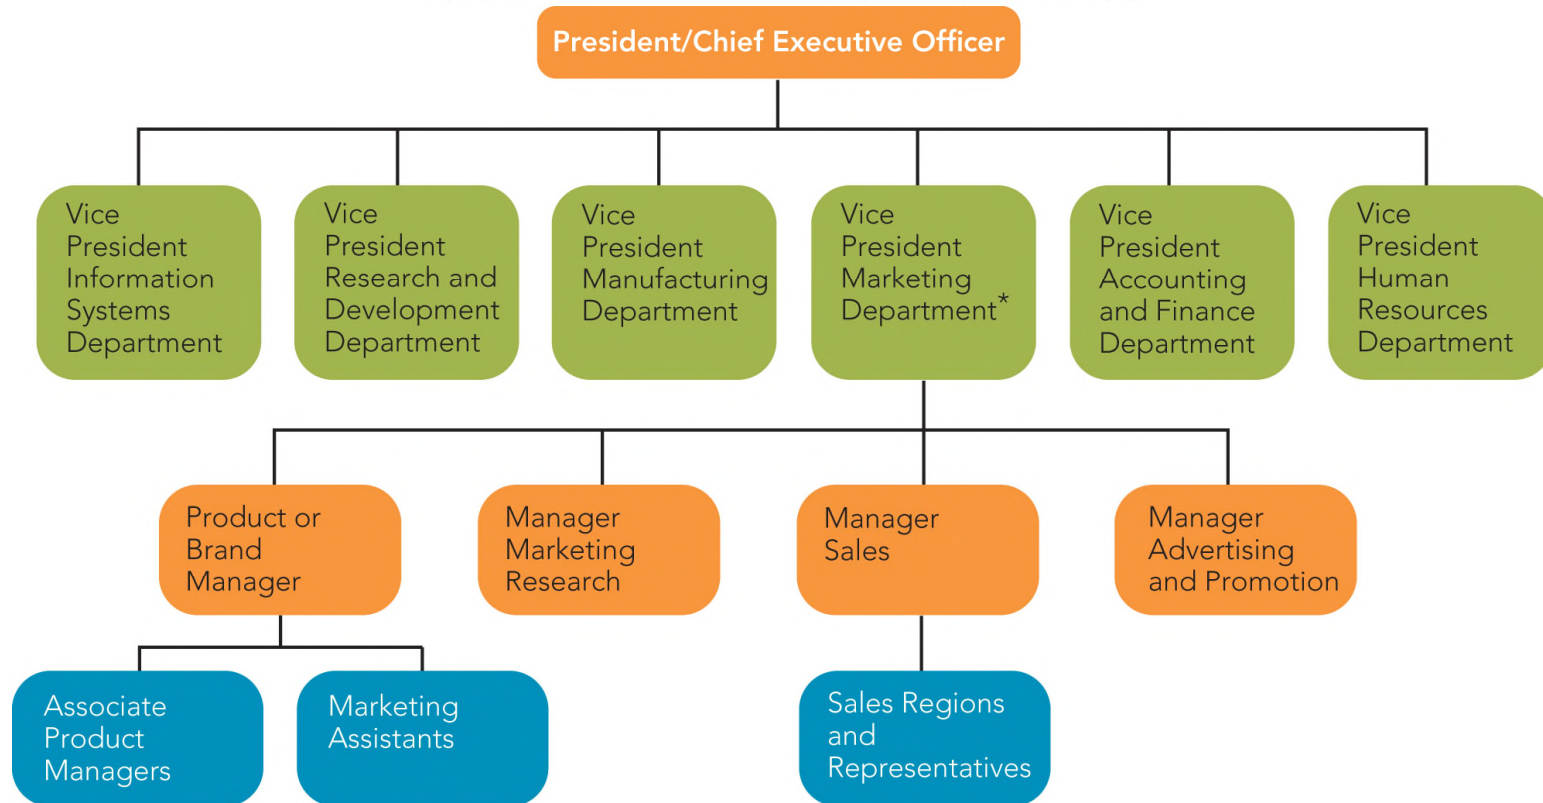 President/Chief Executive Officer
Vice
President
Information
Systems
Department
Vice
President
Research and
Development
Department
Vice
President
Manufacturing
Department
Vice
President
Marketing
Department*
Vice
President
Accounting
and Finance
Department
Vice
President
Human
Resources
Department
Product or
Brand
Manager
Manager
Marketing
Research
Manager
Sales
Manager
Advertising
and Promotion
Associate
Product
Managers
Marketing
Assistants
Sales Regions
and
Representatives